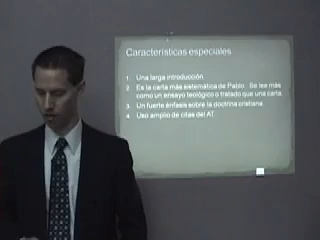 Características especiales
1. Una larga introducción
2. Es la carta más sistemática de Pablo. Se lee más
como un ensayo teológico o tratado que una carta.
3. Un fuerte énfasis sobre la doctrina cristiana.
4. Uso amplio de citas del AT.